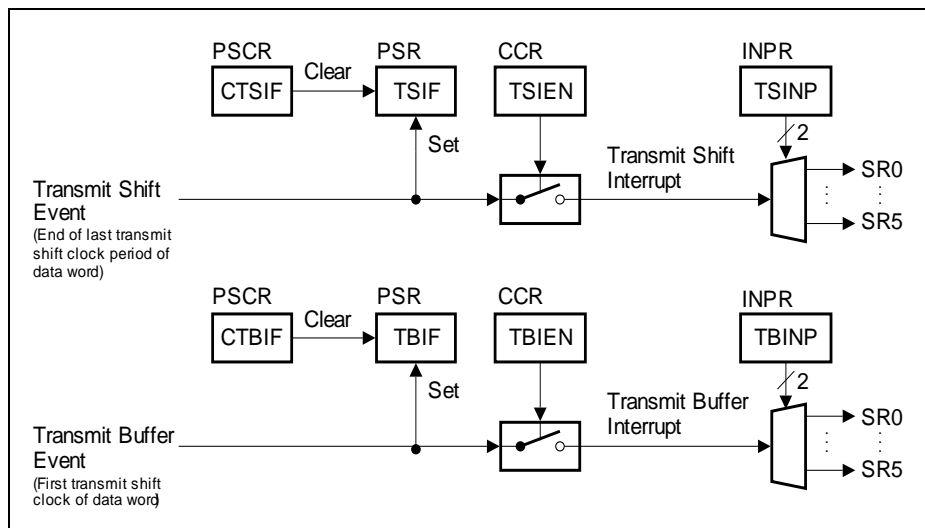 PSCR
PSR
CCR
INPR
CTSIF
Clear
TSIF
TSIEN
TSINP
2
Set
Transmit Shift
Interrupt
SR0
SR5
Transmit Shift
Event
(End of last transmit
shift clock period of
data word)
PSCR
PSR
CCR
INPR
CTBIF
Clear
TBIF
TBIEN
TBINP
2
Set
Transmit Buffer
Interrupt
SR0
SR5
Transmit Buffer
Event
(First transmit shift
clock of data word)